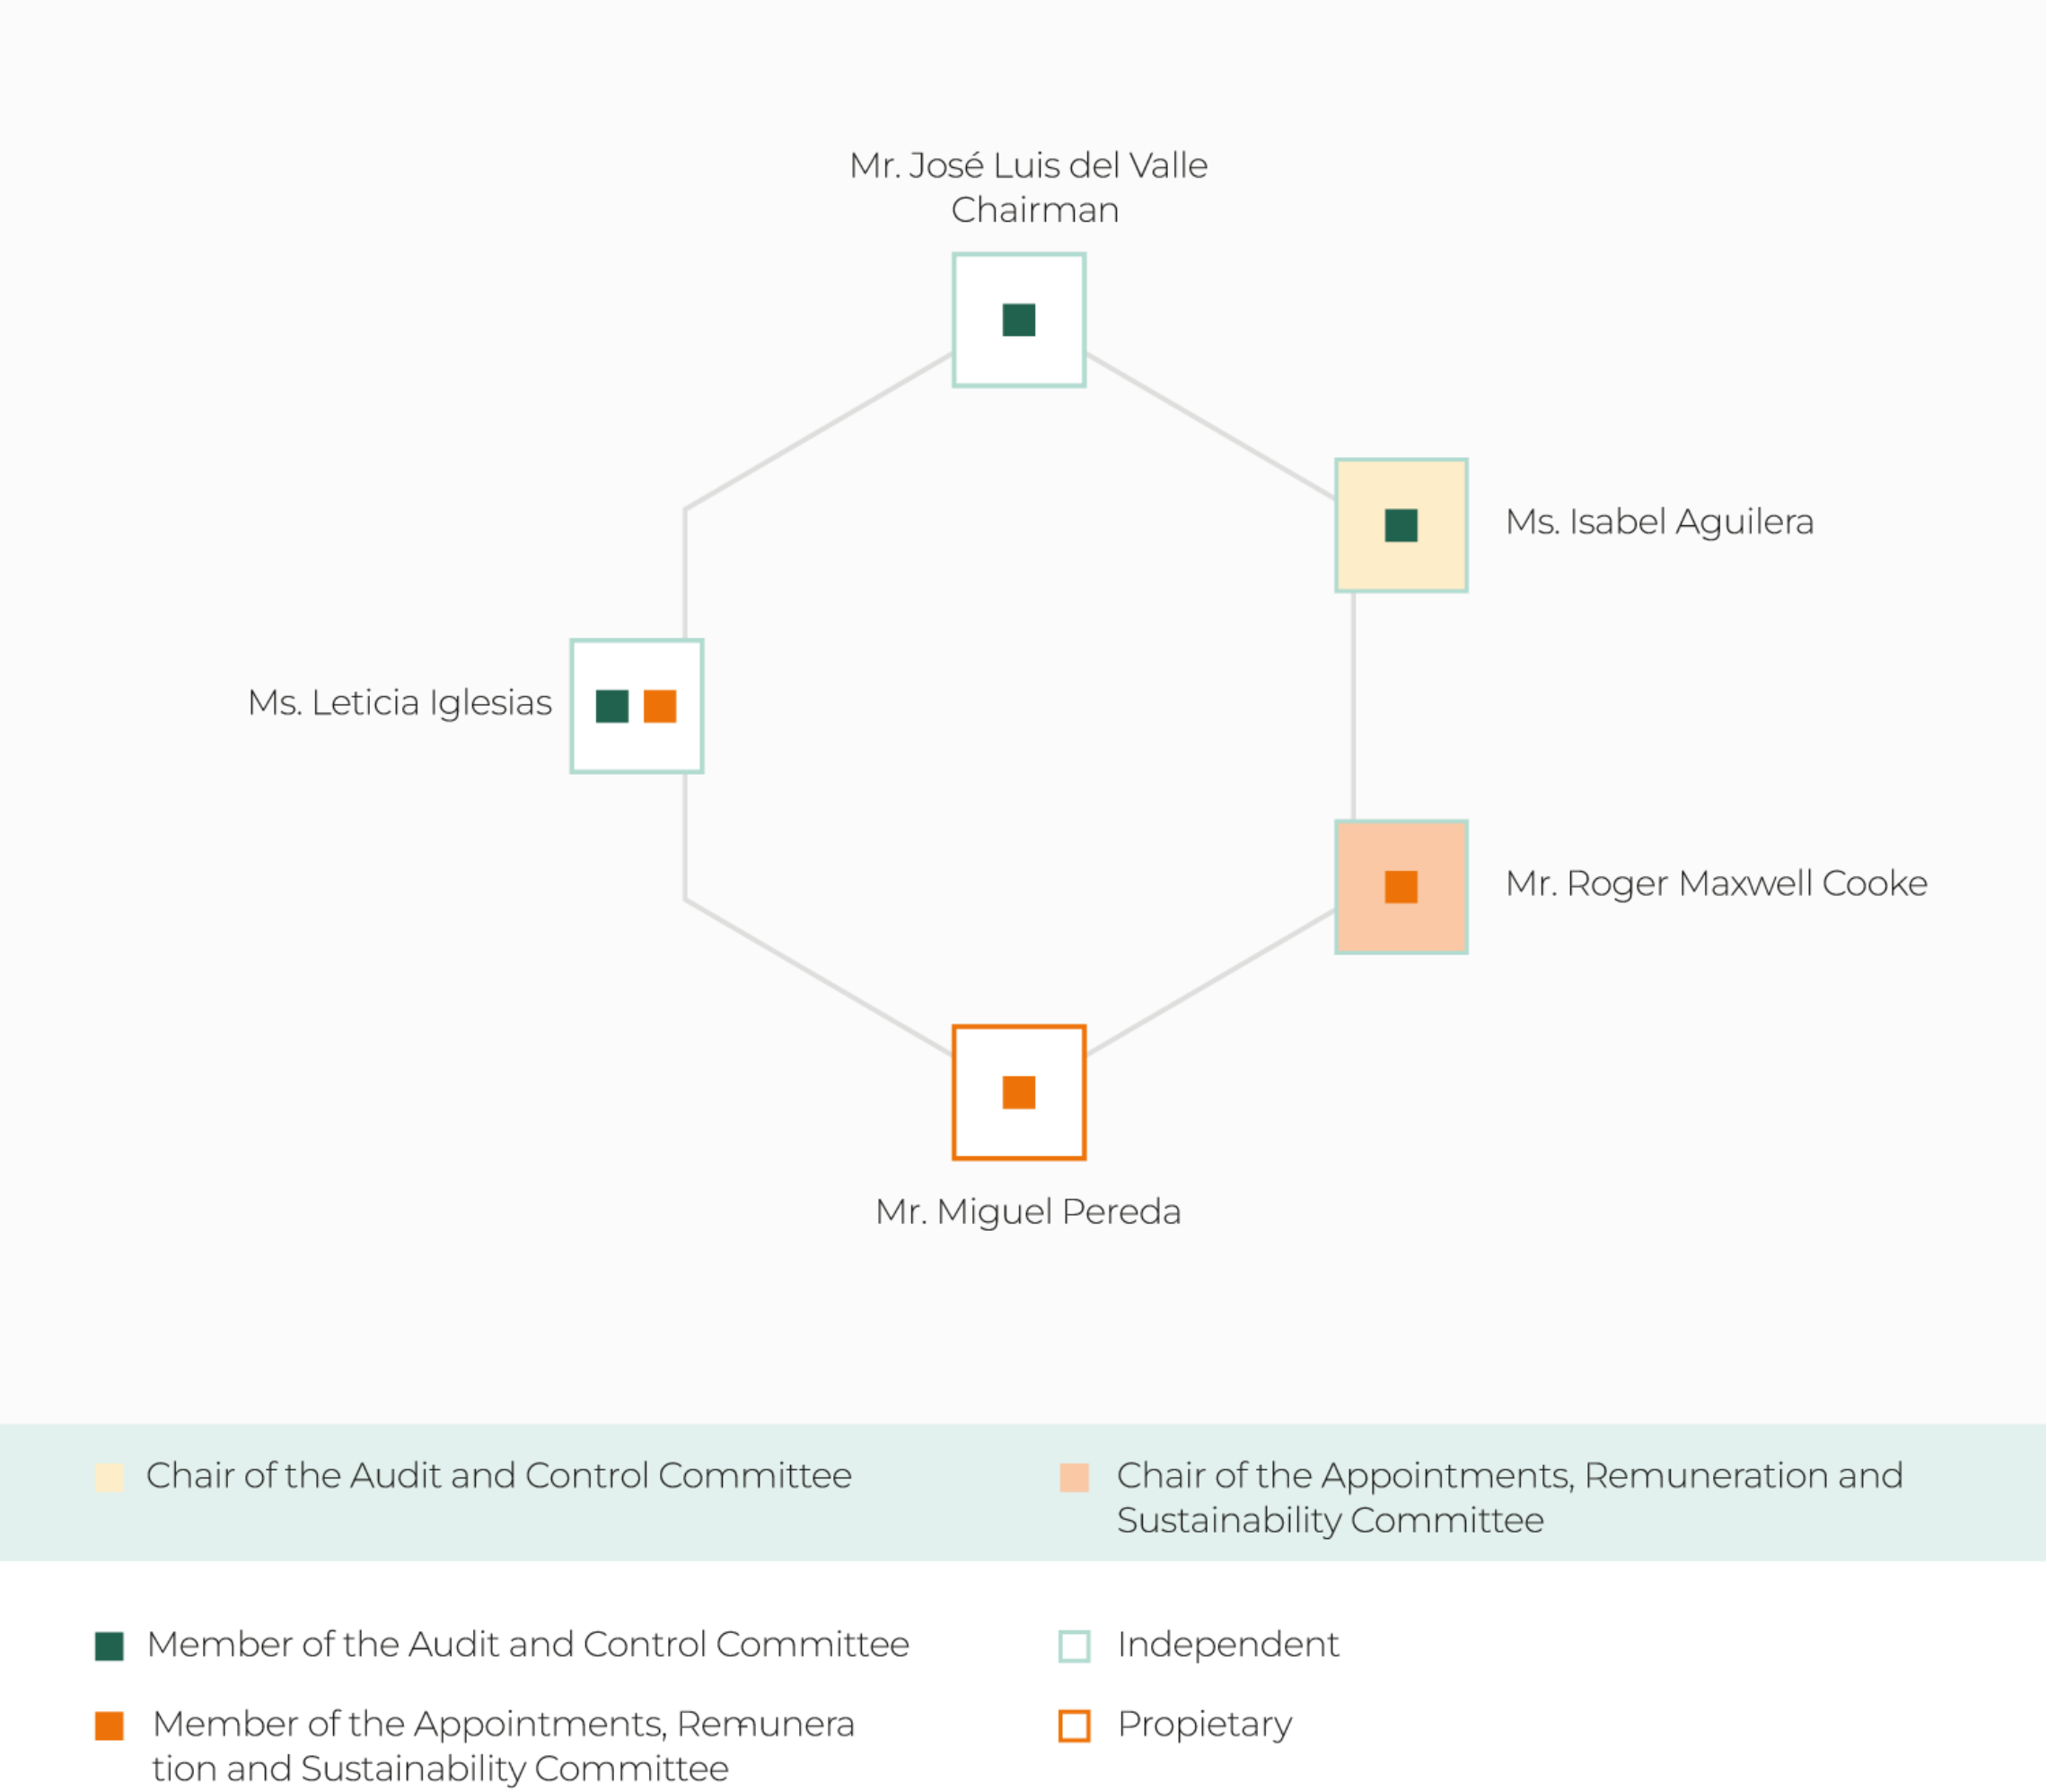 Mr. José Luis del Valle
Chairman
Ms. Isabel Aguilera
Ms. Leticia Iglesias
Mr. Roger Maxwell Cooke
Mr. Miguel Pereda
Chair of the Audit and Control Committee
Chair of the Appointments, Remuneration and
Sustainability Committee
Member of the Audit and Control Committee
Independent
Member of the Appointments, Remunera
tion and Sustainability Committee
Propietary